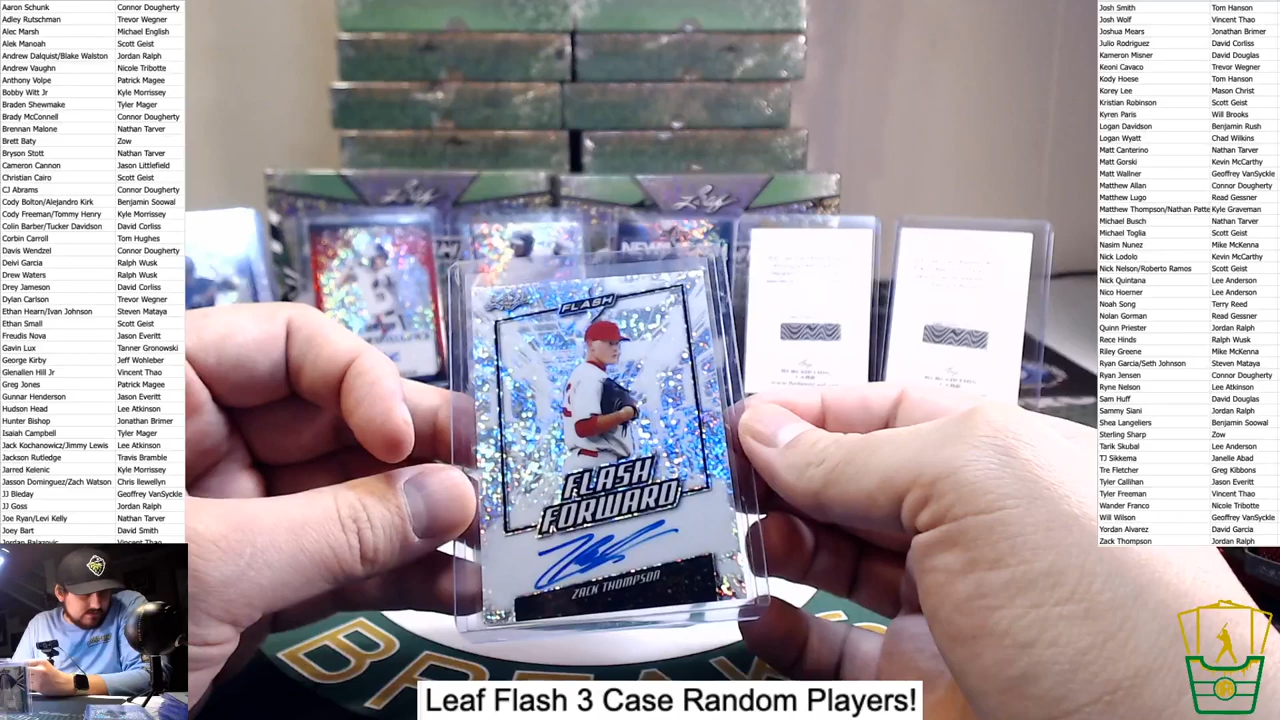 Aaron Schunk Connor Dougherty
Adley Rutschman Trevor Wegner
Alec Marsh Michael English
Alek Manoah Scott Geist
Andrew Dalquist/Blake Walston Jordan Ralph
Andrew Vaughn Nicole Tribotte
Anthony Volpe Patrick Magee
Bobby Witt Jr Kyle Morrissey
Braden Shewmake Tyler Mager
Brady McConnell Connor Dougherty
Brennan Malone Nathan Tarver
Brett Baty Zow
Bryson Stott Nathan Tarver
Cameron Cannon Jason Littlefield
Christian Cairo Scott Geist
CJ Abrams Connor Dougherty
Cody Bolton/Alejandro Kirk Benjamin Soowal
Cody Freeman/Tommy Henry Kyle Morrissey
Colin Barber/Tucker Davidson David Corliss
Corbin Carroll Tom Hughes
Davis Wendzel Connor Dougherty
Deivi Garcia Ralph Wusk
Drew Waters Ralph Wusk
Drey Jameson David Corliss
Dylan Carlson Trevor Wegner
Ethan Hearn/Ivan Johnson Steven Mataya
Ethan Small Scott Geist
Freudis Nova Jason Everitt
Gavin Lux Tanner Gronowski
George Kirby Jeff Wohleber
Glenallen Hill Jr Vincent Thao
Greg Jones Patrick Magee
Gunnar Henderson Jason Everitt
Hudson Head Lee Atkinson
Hunter Bishop Jonathan Brimer
Isaiah Campbell Tyler Mager
Jack Kochanowicz/Jimmy Lewis Lee Atkinson
Jackson Rutledge Travis Bramble
Jarred Kelenic Kyle Morrissey
Jasson Dominguez/Zach Watson Chris llewellyn
JJ Bleday Geoffrey VanSyckle
JJ Goss Jordan Ralph
Joe Ryan/Levi Kelly Nathan Tarver
Joey Bart David Smith
Jordan Balazovic Vincent Thao
FLASH
FLASH
FORWARD
ZACK THOMPSON
BREAK
Leaf Flash 3 Case Random Players!
Josh Smith Tom Hanson
Josh Wolf Vincent Thao
Joshua Mears Jonathan Brimer
Julio Rodriguez David Corliss
Kameron Misner David Douglas
Keoni Cavaco Trevor Wegner
Kody Hoese Tom Hanson
Korey Lee Mason Christ
Kristian Robinson Scott Geist
Kyren Paris Will Brooks
Logan Davidson Benjamin Rush
Logan Wyatt Chad Wilkins
Matt Canterino Nathan Tarver
Matt Gorski Kevin McCarthy
Matt Wallner Geoffrey VanSyckle
Matthew Allan Connor Dougherty
Matthew Lugo Read Gessner
Matthew Thompson/Nathan Patte Kyle Graveman
Michael Busch Nathan Tarver
Michael Toglia Scott Geist
Nasim Nunez Mike McKenna
Nick Lodolo Kevin McCarthy
Nick Nelson/Roberto Ramos Scott Geist
Nick Quintana Lee Anderson
Nico Hoerner Lee Anderson
Noah Song Terry Reed
Nolan Gorman Read Gessner
Quinn Priester Jordan Ralph
Rece Hinds Ralph Wusk
Riley Greene Mike McKenna
Ryan Garcia/Seth Johnson Steven Mataya
Ryan Jensen Connor Dougherty
Ryne Nelson Lee Atkinson
Sam Huff David Douglas
Sammy Siani Jordan Ralph
Shea Langeliers Benjamin Soowal
Sterling Sharp Zow
Tarik Skubal Lee Anderson
TJ Sikkema Janelle Abad
Tre Fletcher Greg Kibbons
Tyler Callihan Jason Everitt
Tyler Freeman Vincent Thao
Wander Franco Nicole Tribotte
Will Wilson Geoffrey VanSyckle
Yordan Alvarez David Garcia
Zack Thompson Jordan Ralph